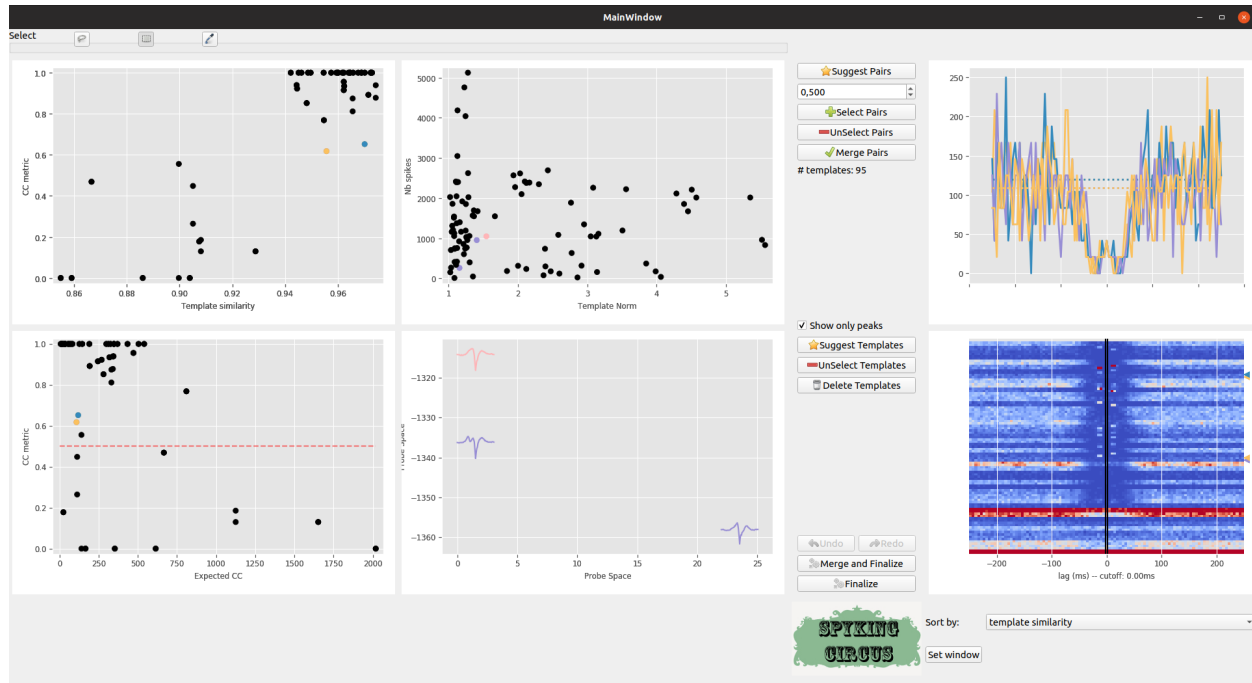 MainWindow
Select
1.0
0.8
0.6
0.4
0.2
0.0
CC metric
0.86 0.88 0.90 0.92 0.94 0.96
Template similarity
5000
4000
3000
2000
1000
0
Nb spikes
1 2 3 4 5
Template Norm
Suggest Pairs
0,500
Select Pairs
UnSelect Pairs
Merge Pairs
# templates: 95
250
200
150
100
50
0
1.0
0.8
0.6
0.4
0.2
0.0
CC metric
0 250 500 750 1000 1250 1500 1750 2000
Expected CC
−1320
−1330
−1340
−1350
−1360
Probe Space
0 5 10 15 20 25
Probe Space
Show only peaks
Suggest Templates
UnSelect Templates
Delete Templates
Undo Redo
Merge and Finalize
Finalize
−200 −100 0 100 200
lag (ms) -- cutoff: 0.00ms
SPYKING
CIRCUS
Sort by: template similarity
Set window